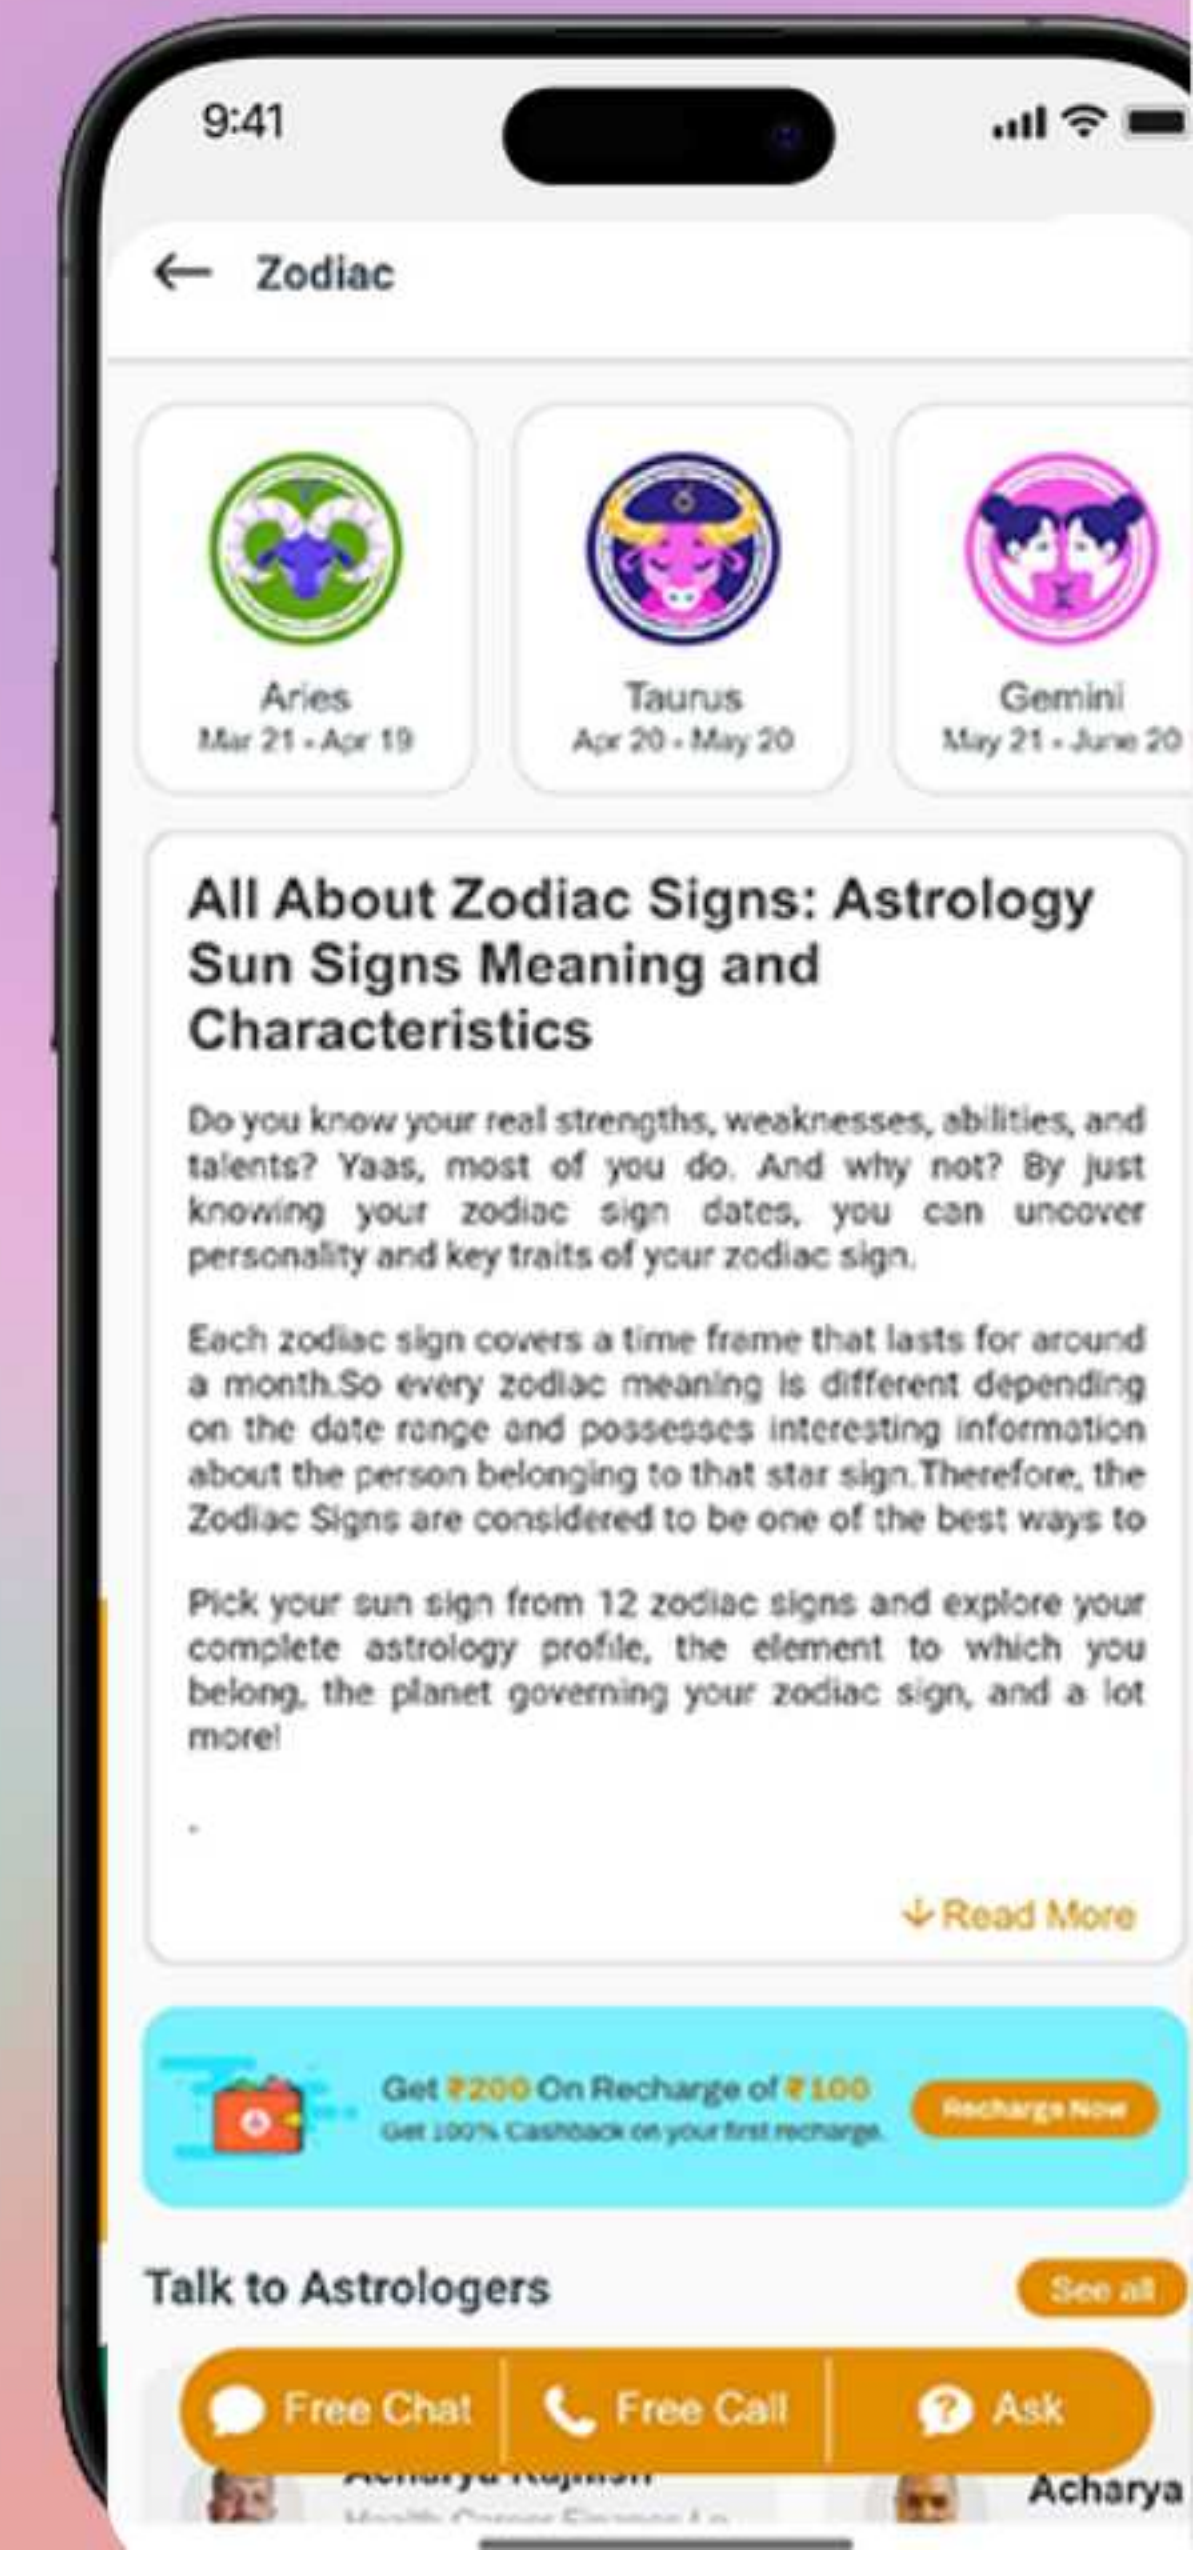 9:41
Zodiac
Aries
Mar 21 - Apr 19
Taurus
Apr 20 - May 20
Gemini
May 21 - June 20
All About Zodiac Signs: Astrology
Sun Signs Meaning and
Characteristics
Do you know your real strengths, weaknesses, abilities, and
talents? Yaas, most of you do. And why not? By just
knowing your zodiac sign dates, you can uncover
personality and key traits of your zodiac sign.
Each zodiac sign covers a time frame that lasts for around
a month.So every zodiac meaning is different depending
on the date range and possesses interesting information
about the person belonging to that star sign.Therefore, the
Zodiac Signs are considered to be one of the best ways to
Pick your sun sign from 12 zodiac signs and explore your
complete astrology profile, the element to which you
belong, the planet governing your zodiac sign, and a lot
more!
.
Read More
Get ₹200 On Recharge of ₹100
Get 100% Cashback on your first recharge.
Recharge Now
Talk to Astrologers
See all
Free Chat
Free Call
Ask
Acharya
Acharya